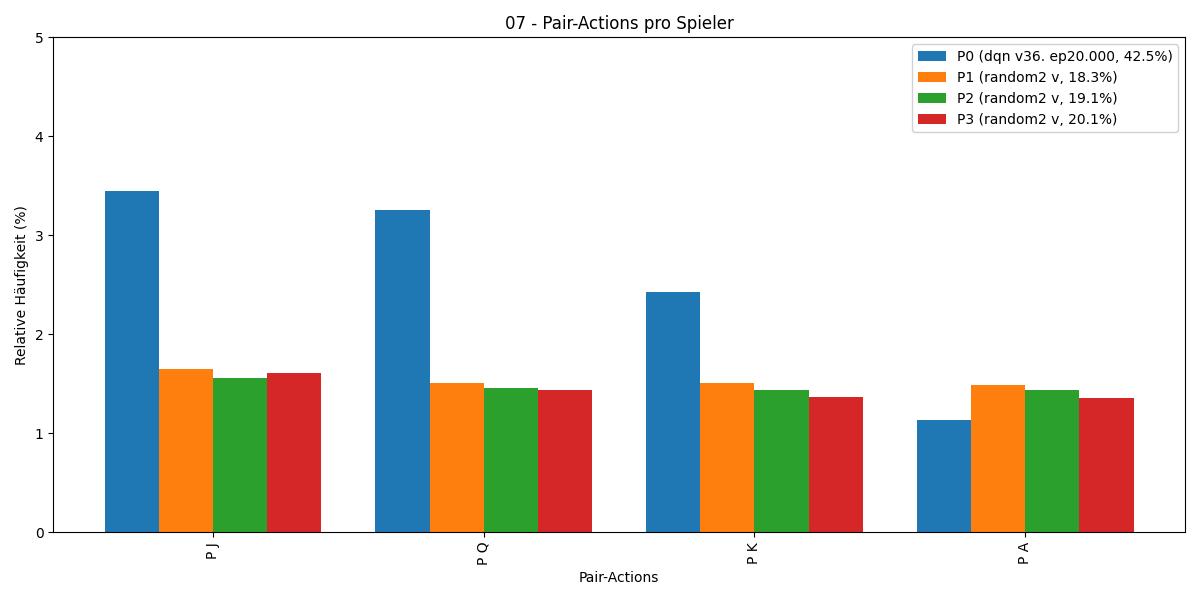 07 - Pair-Actions pro Spieler
P0 (dqn v36. ep20.000, 42.5%)
P1 (random2 v, 18.3%)
P2 (random2 v, 19.1%)
P3 (random2 v, 20.1%)
Relative Häufigkeit (%)
5
4
3
2
1
0
P J
P Q
P K
P A
Pair-Actions